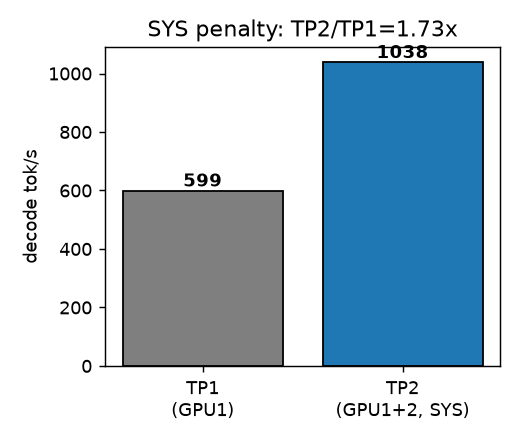 SYS penalty: TP2/TP1=1.73x
1038
1000
800
599
600
400
200
0
decode tok/s
TP1
(GPU1)
TP2
(GPU1+2, SYS)